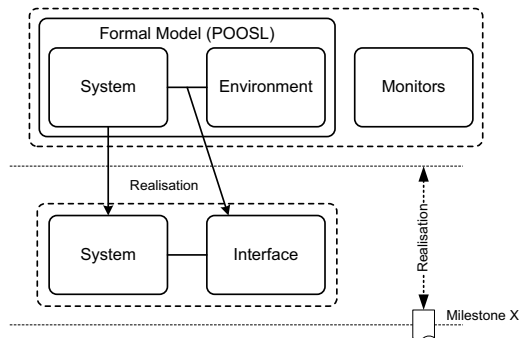 Formal Model (POOSL)
System
Environment
Monitors
Realisation
System
Interface
Realisation
Milestone X